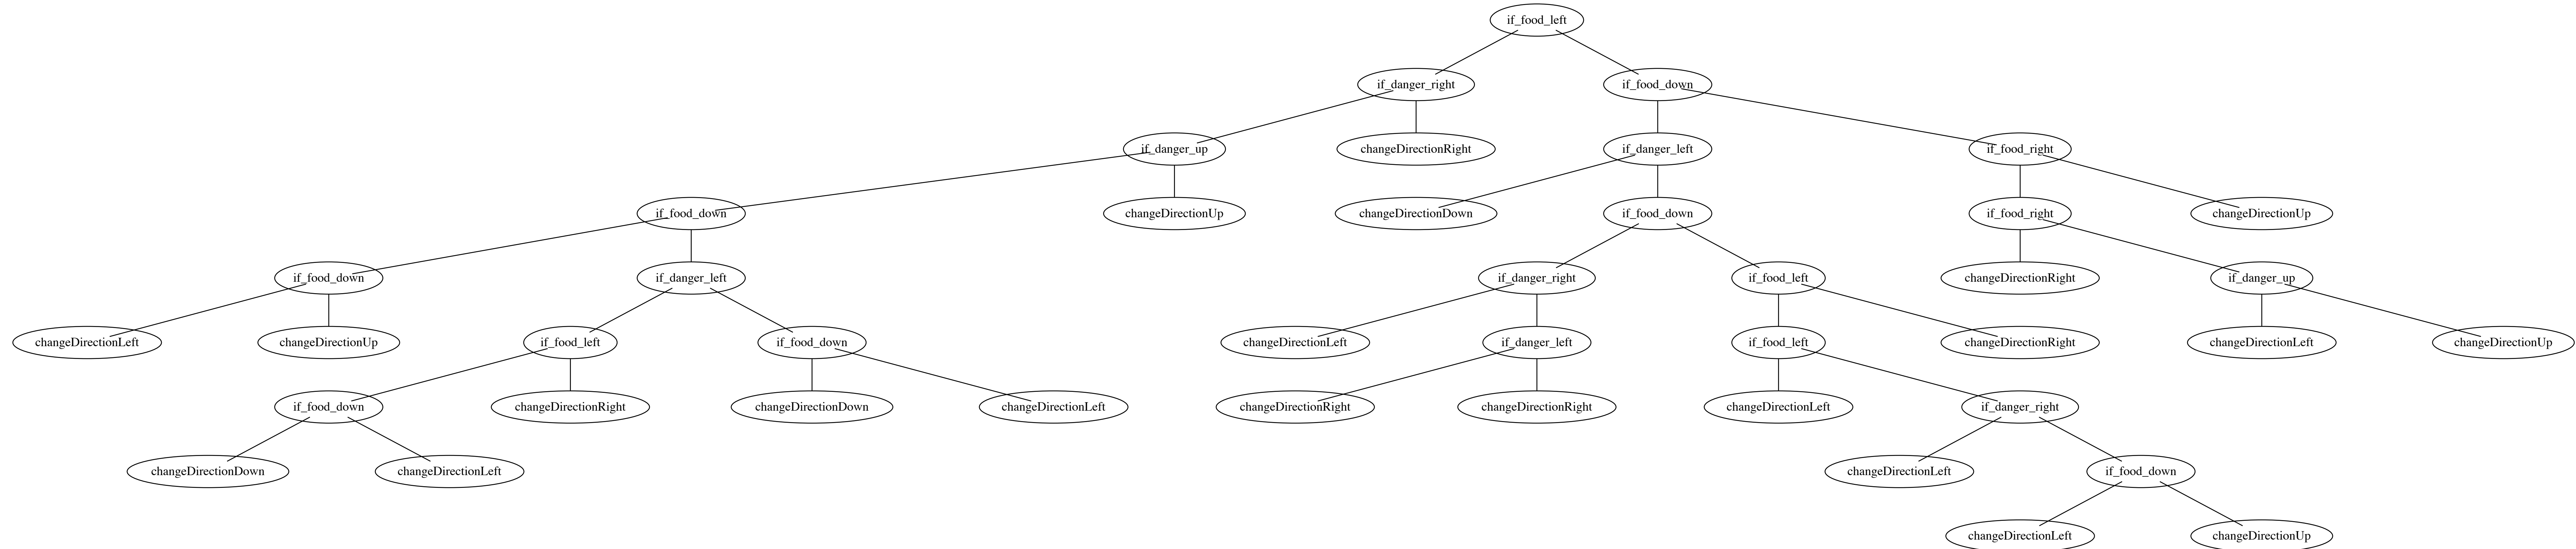 if_food_left
if_danger_right
if_food_down
if_danger_up
changeDirectionRight
if_danger_left
if_food_right
if_food_down
changeDirectionUp
changeDirectionDown
if_food_down
if_food_right
changeDirectionUp
if_food_down
if_danger_left
if_danger_right
if_food_left
changeDirectionRight
if_danger_up
changeDirectionLeft
changeDirectionUp
if_food_left
if_food_down
changeDirectionLeft
if_danger_left
if_food_left
changeDirectionRight
changeDirectionLeft
changeDirectionUp
if_food_down
changeDirectionRight
changeDirectionDown
changeDirectionLeft
changeDirectionRight
changeDirectionRight
changeDirectionLeft
if_danger_right
changeDirectionDown
changeDirectionLeft
changeDirectionLeft
if_food_down
changeDirectionLeft
changeDirectionUp